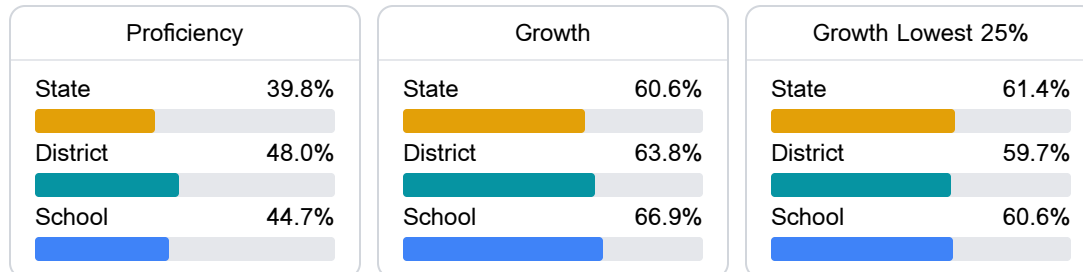 Proficiency
State 39.8%
District 48.0%
School 44.7%
Growth
State 60.6%
District 63.8%
School 66.9%
Growth Lowest 25%
State 61.4%
District 59.7%
School 60.6%